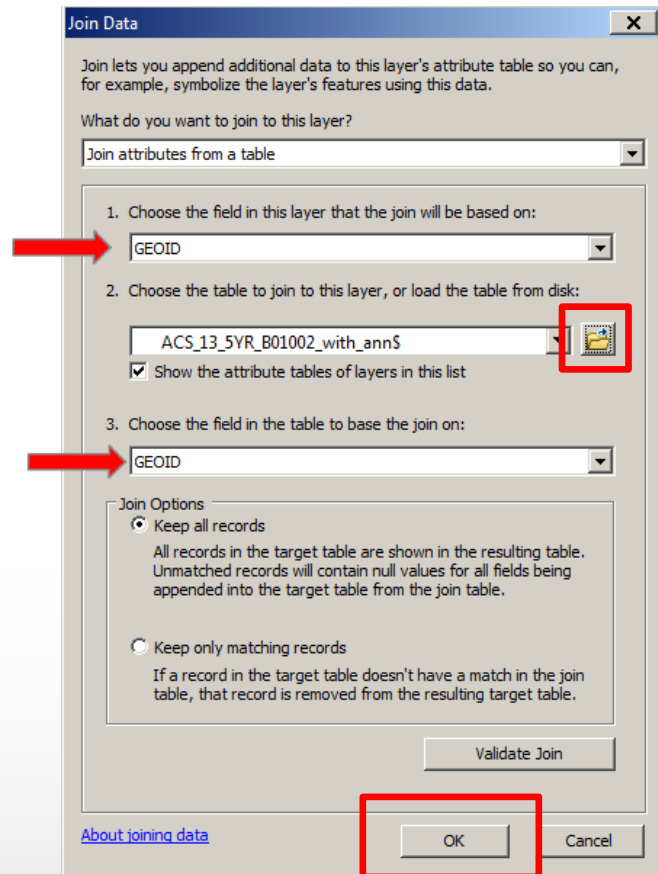 Join Data
Join lets you append additional data to this layer's attribute table so you can,
for example, symbolize the layer's features using this data.
What do you want to join to this layer?
Join attributes from a table
1. Choose the field in this layer that the join will be based on:
GEOID
2. Choose the table to join to this layer, or load the table from disk:
ACS_13_5YR_B01002_with_ann$
Show the attribute tables of layers in this list
3. Choose the field in the table to base the join on:
GEOID
Join Options
Keep all records
All records in the target table are shown in the resulting table.
Unmatched records will contain null values for all fields being
appended into the target table from the join table.
Keep only matching records
If a record in the target table doesn't have a match in the join
table, that record is removed from the resulting target table.
Validate Join
About joining data
OK
Cancel